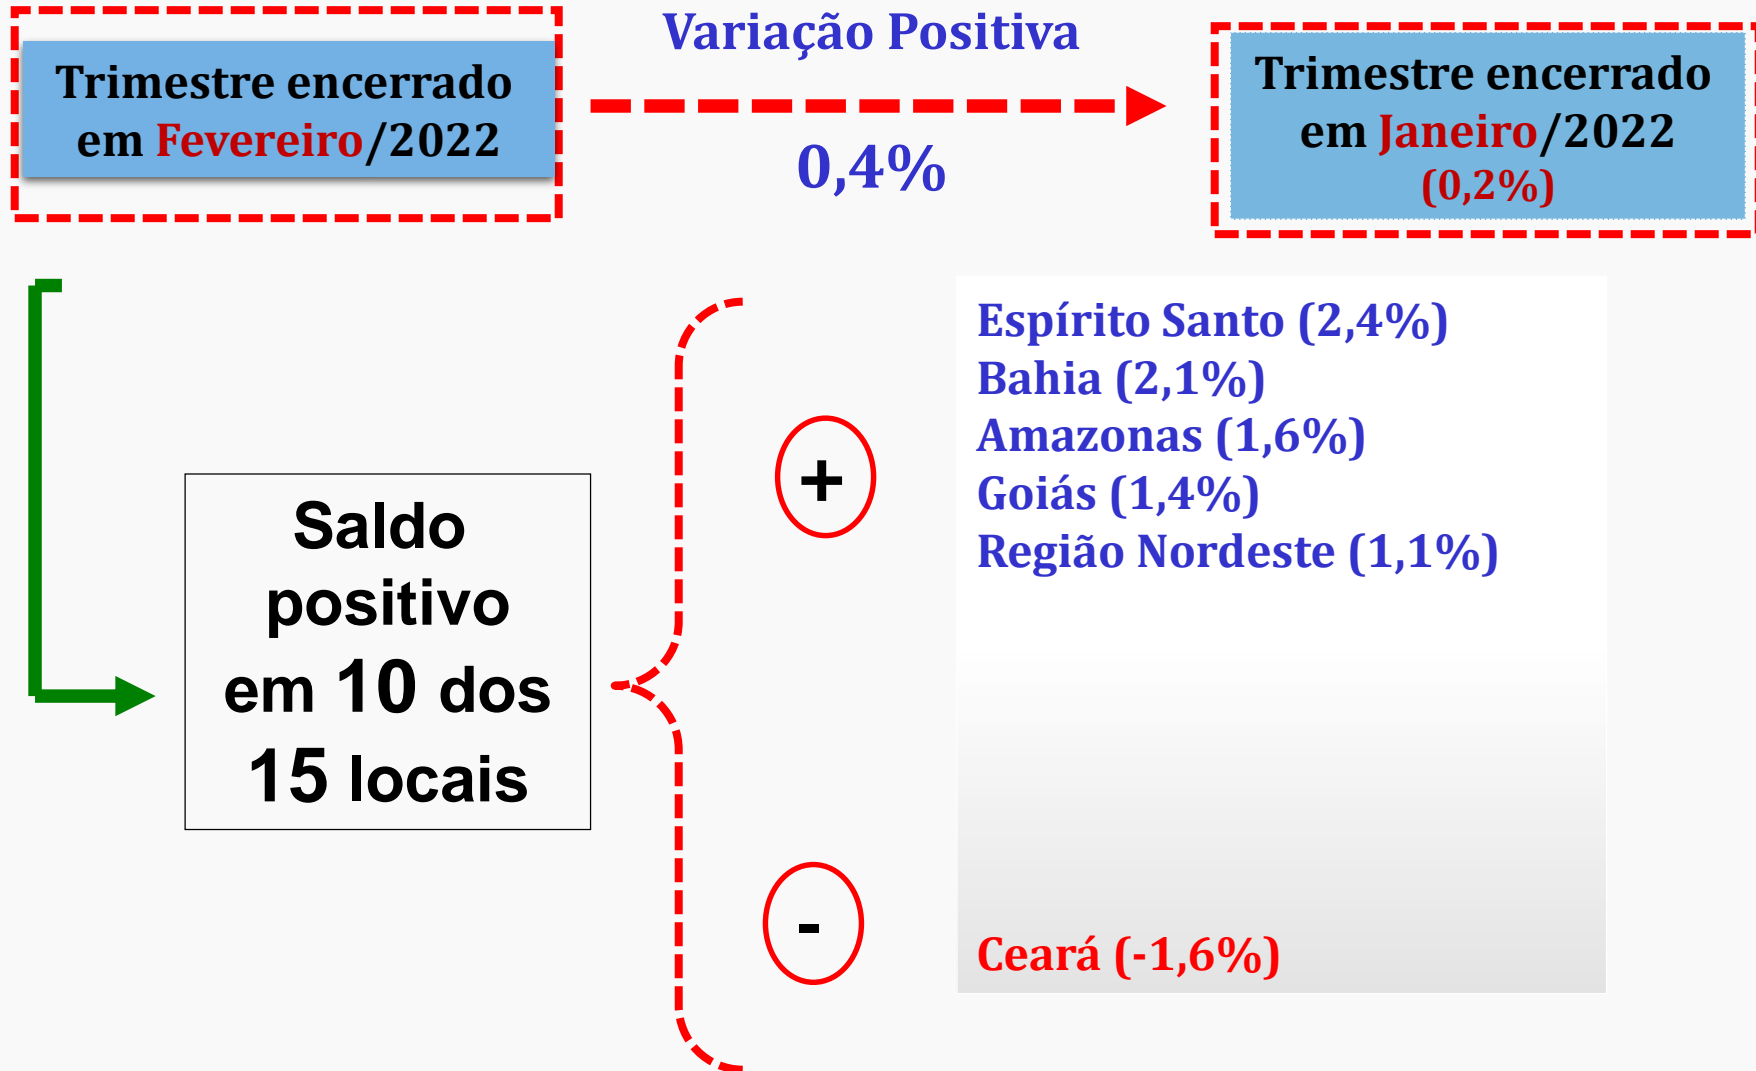 Trimestre encerrado
em Fevereiro/2022
Variação Positiva
0,4%
Trimestre encerrado
em Janeiro/2022
(0,2%)
Saldo
positivo
em 10 dos
15 locais
+
Espírito Santo (2,4%)
Bahia (2,1%)
Amazonas (1,6%)
Goiás (1,4%)
Região Nordeste (1,1%)
-
Ceará (-1,6%)